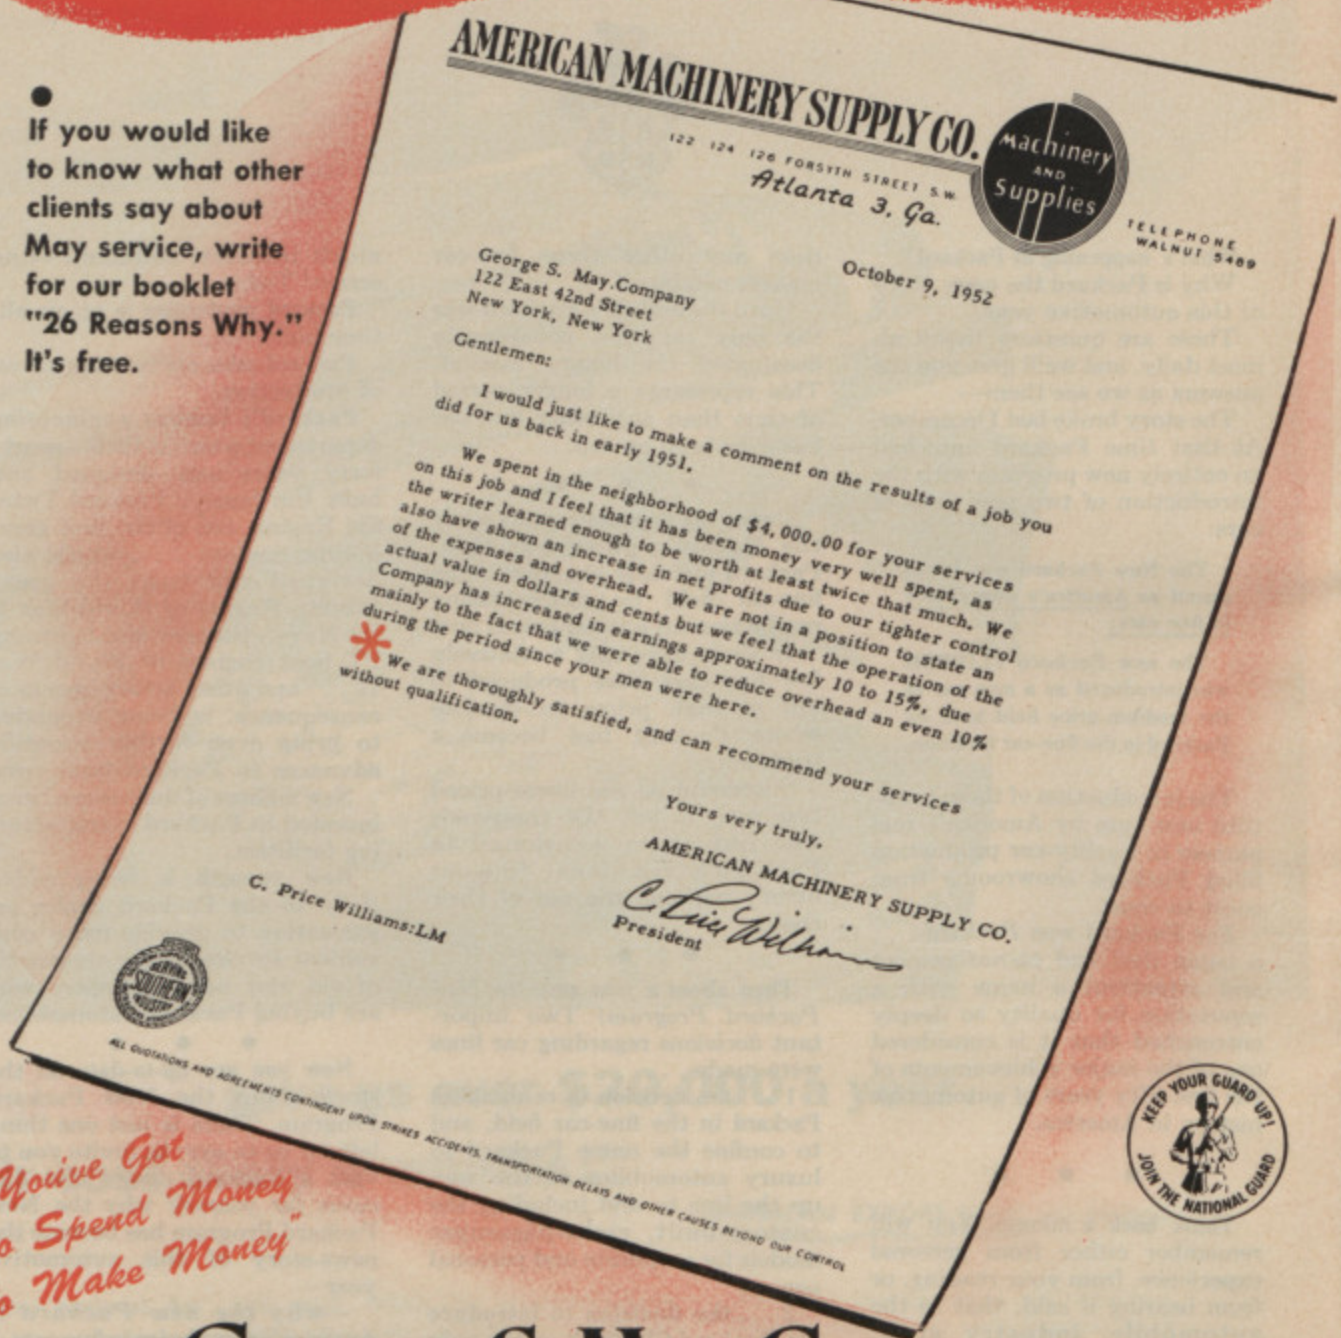 •
If you would like
to know what other
clients say about
May service, write
for our booklet
"26 Reasons Why."
It's free.
AMERICAN MACHINERY SUPPLY CO.
Machinery
AND
Supplies
122 124 126 FORSYTH STREET S.W.
Atlanta 3, Ga.
TELEPHONE
WALNUT 5489
October 9, 1952
George S. May Company
122 East 42nd Street
New York, New York
Gentlemen:
I would just like to make a comment on the results of a job you
did for us back in early 1951.
We spent in the neighborhood of $4,000.00 for your services
on this job and I feel that it has been money very well spent, as
the writer learned enough to be worth at least twice that much. We
also have shown an increase in net profits due to our tighter control
of the expenses and overhead. We are not in a position to state an
actual value in dollars and cents but we feel that the operation of the
Company has increased in earnings approximately 10 to 15%, due
mainly to the fact that we were able to reduce overhead an even 10%
during the period since your men were here.
* We are thoroughly satisfied, and can recommend your services
without qualification.
Yours very truly,
AMERICAN MACHINERY SUPPLY CO.
C. Price Williams
President
C. Price Williams:LM
SERVING
SOUTHERN
INDUSTRY
ALL QUOTATIONS AND AGREEMENTS CONTINGENT UPON STRIKES, ACCIDENTS, TRANSPORTATION DELAYS AND OTHER CAUSES BEYOND OUR CONTROL
KEEP YOUR GUARD UP!
JOIN THE NATIONAL GUARD
You've Got
o Spend Money
o Make Money"